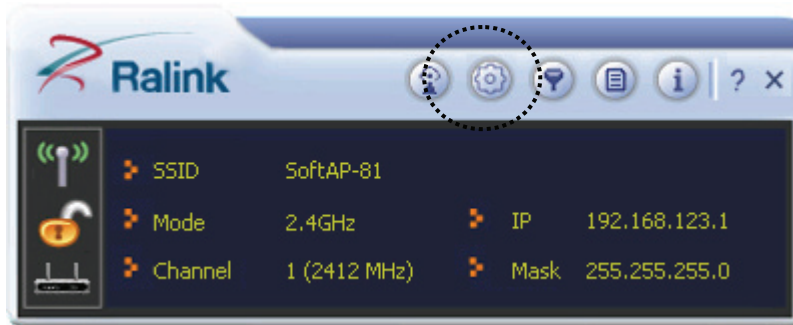 Ralink
? ×
SSID SoftAP-81
Mode 2.4GHz IP 192.168.123.1
Channel 1 (2412 MHz) Mask 255.255.255.0